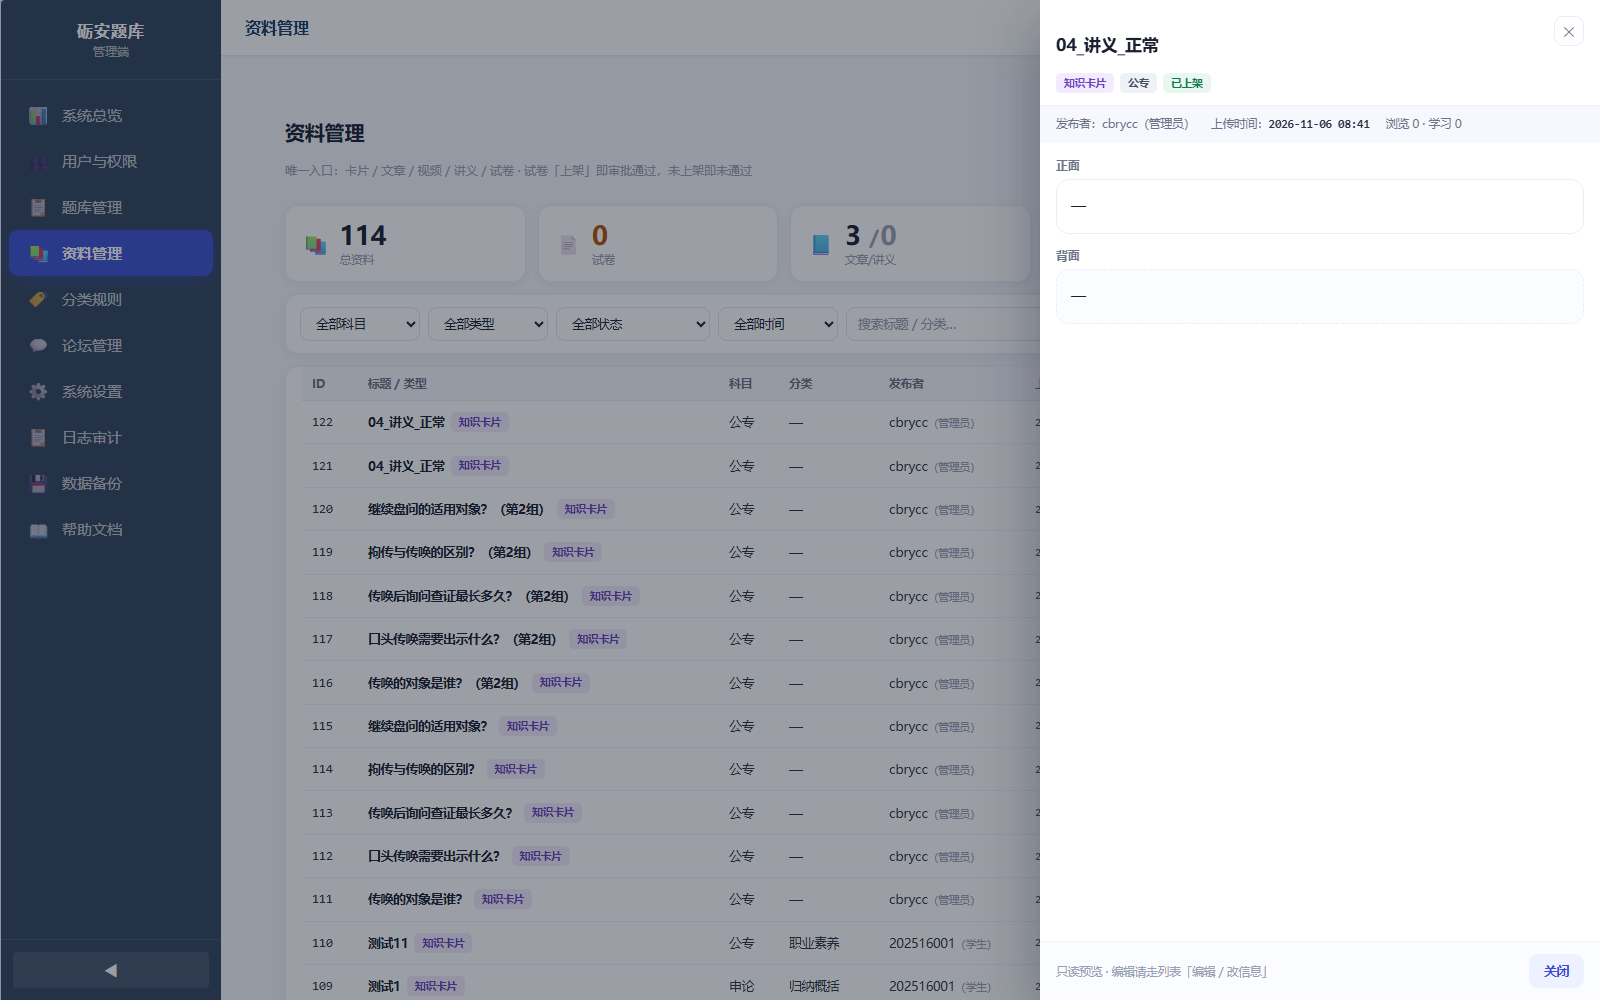 砺安题库
管理端
系统总览
用户与权限
题库管理
资料管理
分类规则
论坛管理
系统设置
日志审计
数据备份
帮助文档
◀
资料管理
资料管理
唯一入口：卡片 / 文章 / 视频 / 讲义 / 试卷 · 试卷「上架」即审批通过，未上架即未通过
114
总资料
0
试卷
3 /0
文章/讲义
全部科目 全部类型 全部状态 全部时间 搜索标题 / 分类...
ID 标题 / 类型 科目 分类 发布者
122 04_讲义_正常 知识卡片 公专 — cbrycc (管理员) 2
121 04_讲义_正常 知识卡片 公专 — cbrycc (管理员) 2
120 继续盘问的适用对象？（第2组） 知识卡片 公专 — cbrycc (管理员) 2
119 拘传与传唤的区别？（第2组） 知识卡片 公专 — cbrycc (管理员) 2
118 传唤后询问查证最长多久？（第2组） 知识卡片 公专 — cbrycc (管理员) 2
117 口头传唤需要出示什么？（第2组） 知识卡片 公专 — cbrycc (管理员) 2
116 传唤的对象是谁？（第2组） 知识卡片 公专 — cbrycc (管理员) 2
115 继续盘问的适用对象？ 知识卡片 公专 — cbrycc (管理员) 2
114 拘传与传唤的区别？ 知识卡片 公专 — cbrycc (管理员) 2
113 传唤后询问查证最长多久？ 知识卡片 公专 — cbrycc (管理员) 2
112 口头传唤需要出示什么？ 知识卡片 公专 — cbrycc (管理员) 2
111 传唤的对象是谁？ 知识卡片 公专 — cbrycc (管理员) 2
110 测试11 知识卡片 公专 职业素养 202516001 (学生) 2
109 测试1 知识卡片 申论 归纳概括 202516001 (学生) 2
04_讲义_正常
知识卡片 公专 已上架
发布者：cbrycc（管理员） 上传时间：2026-11-06 08:41 浏览 0 · 学习 0
正面
—
背面
—
只读预览 · 编辑请走列表「编辑 / 改信息」
关闭